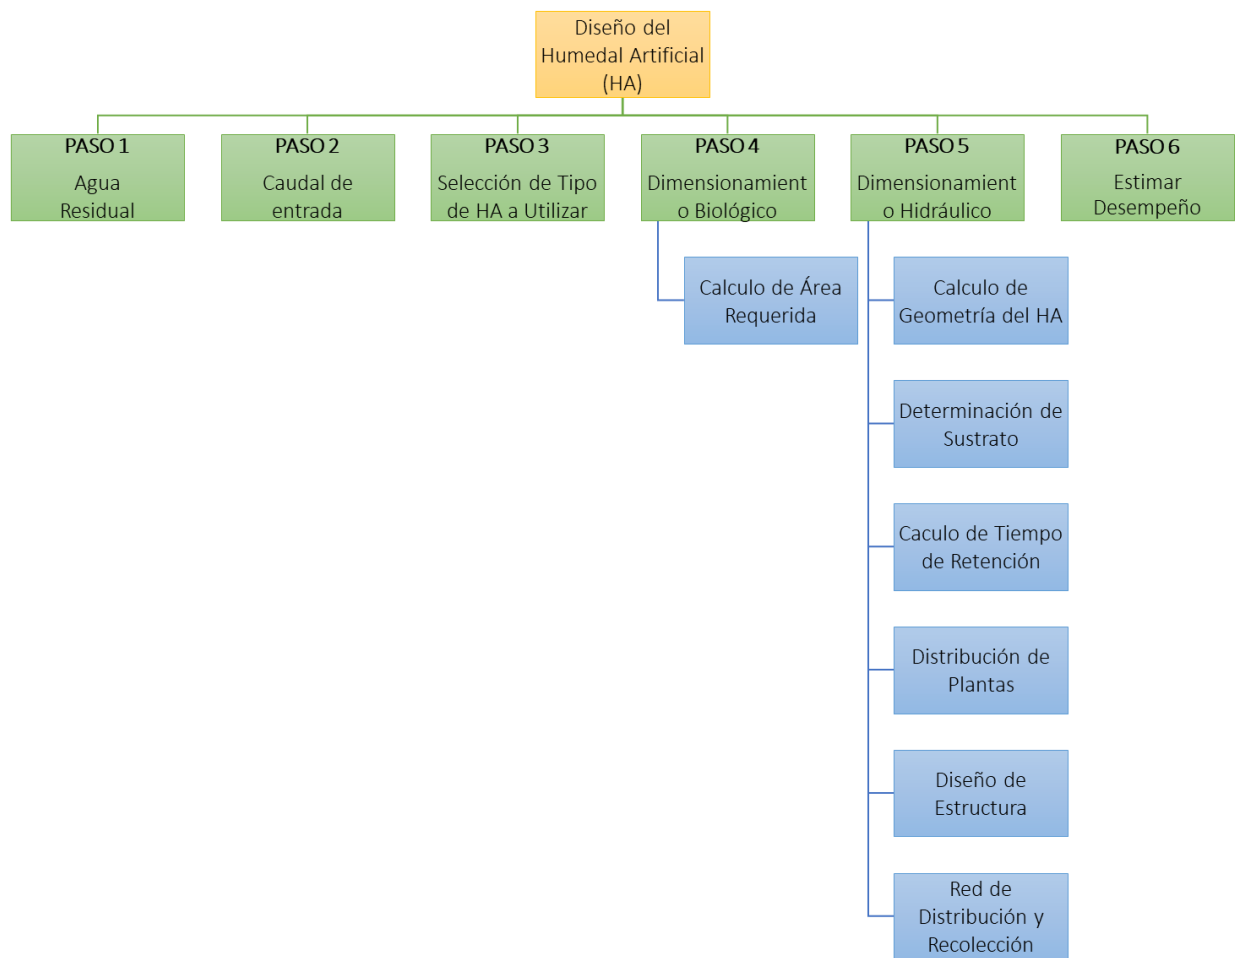 Diseño del
Humedal Artificial
(HA)
PASO 1
Agua
Residual
PASO 2
Caudal de
entrada
PASO 3
Selección de Tipo
de HA a Utilizar
PASO 4
Dimensionamient
o Biológico
PASO 5
Dimensionamient
o Hidráulico
PASO 6
Estimar
Desempeño
Calculo de Área
Requerida
Calculo de
Geometría del HA
Determinación de
Sustrato
Caculo de Tiempo
de Retención
Distribución de
Plantas
Diseño de
Estructura
Red de
Distribución y
Recolección